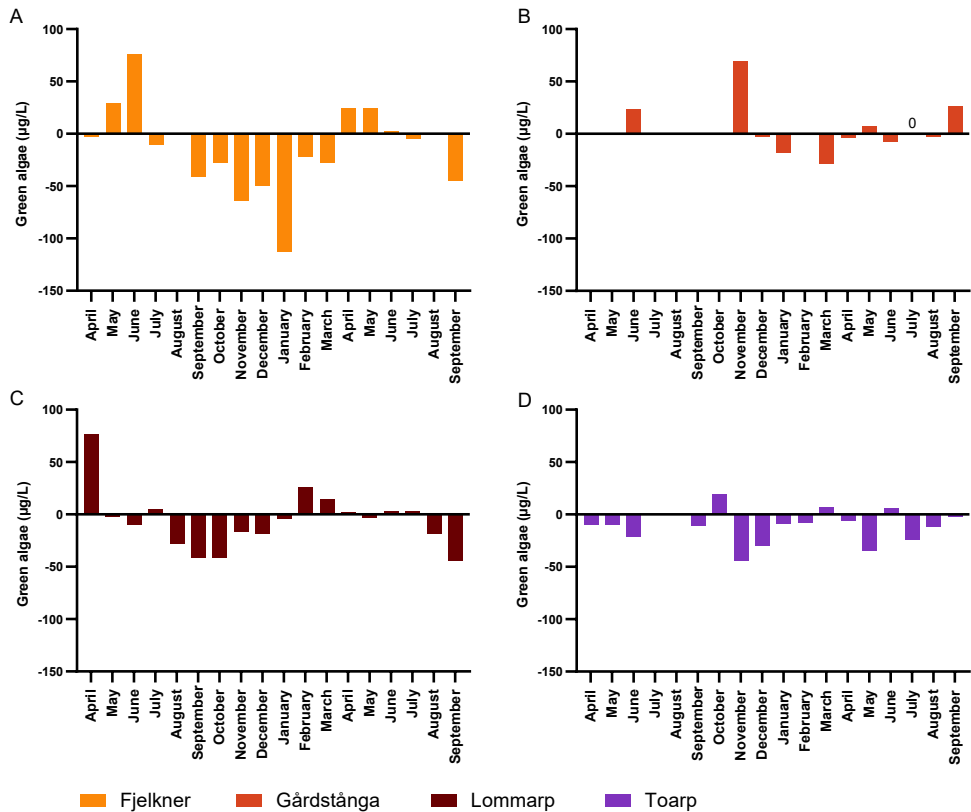 A
Green algae (µg/L)
100
50
0
-50
-100
-150
April
May
June
July
August
September
October
November
December
January
February
March
April
May
June
July
August
September
B
Green algae (µg/L)
100
50
0
-50
-100
-150
0
April
May
June
July
August
September
October
November
December
January
February
March
April
May
June
July
August
September
C
Green algae (µg/L)
100
50
0
-50
-100
-150
April
May
June
July
August
September
October
November
December
January
February
March
April
May
June
July
August
September
D
Green algae (µg/L)
100
50
0
-50
-100
-150
April
May
June
July
August
September
October
November
December
January
February
March
April
May
June
July
August
September
Fjelkner Gårdstånga Lommarp Toarp